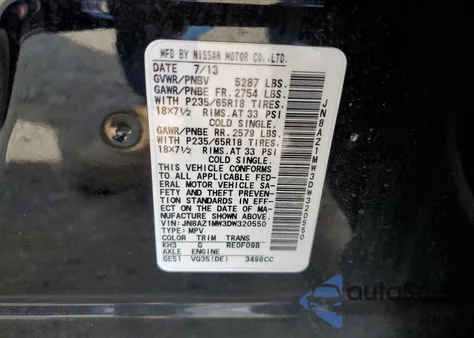 MFD BY NISSAN MOTOR CO., LTD.
DATE 7/13
GVWR/PNBV 5287 LBS.
GAWR/PNBE FR. 2754 LBS.
WITH P235/65R18 TIRES.
18X7½ RIMS. AT 33 PSI
COLD SINGLE.
GAWR/PNBE RR. 2579 LBS.
WITH P235/65R18 TIRES.
18X7½ RIMS. AT 33 PSI
COLD SINGLE.
THIS VEHICLE CONFORMS
TO ALL APPLICABLE FED-
ERAL MOTOR VEHICLE SA-
FETY AND THEFT PRE-
VENTION STANDARDS IN
EFFECT ON THE DATE OF MA-
NUFACTURE SHOWN ABOVE.
VIN: JN8AZ1MW3DW320550
TYPE: MPV
COLOR TRIM TRANS
KH3 G RE0F09B
AXLE ENGINE
GE51 VQ35(DE) 3498CC
JN8AZ1MW3DW320550